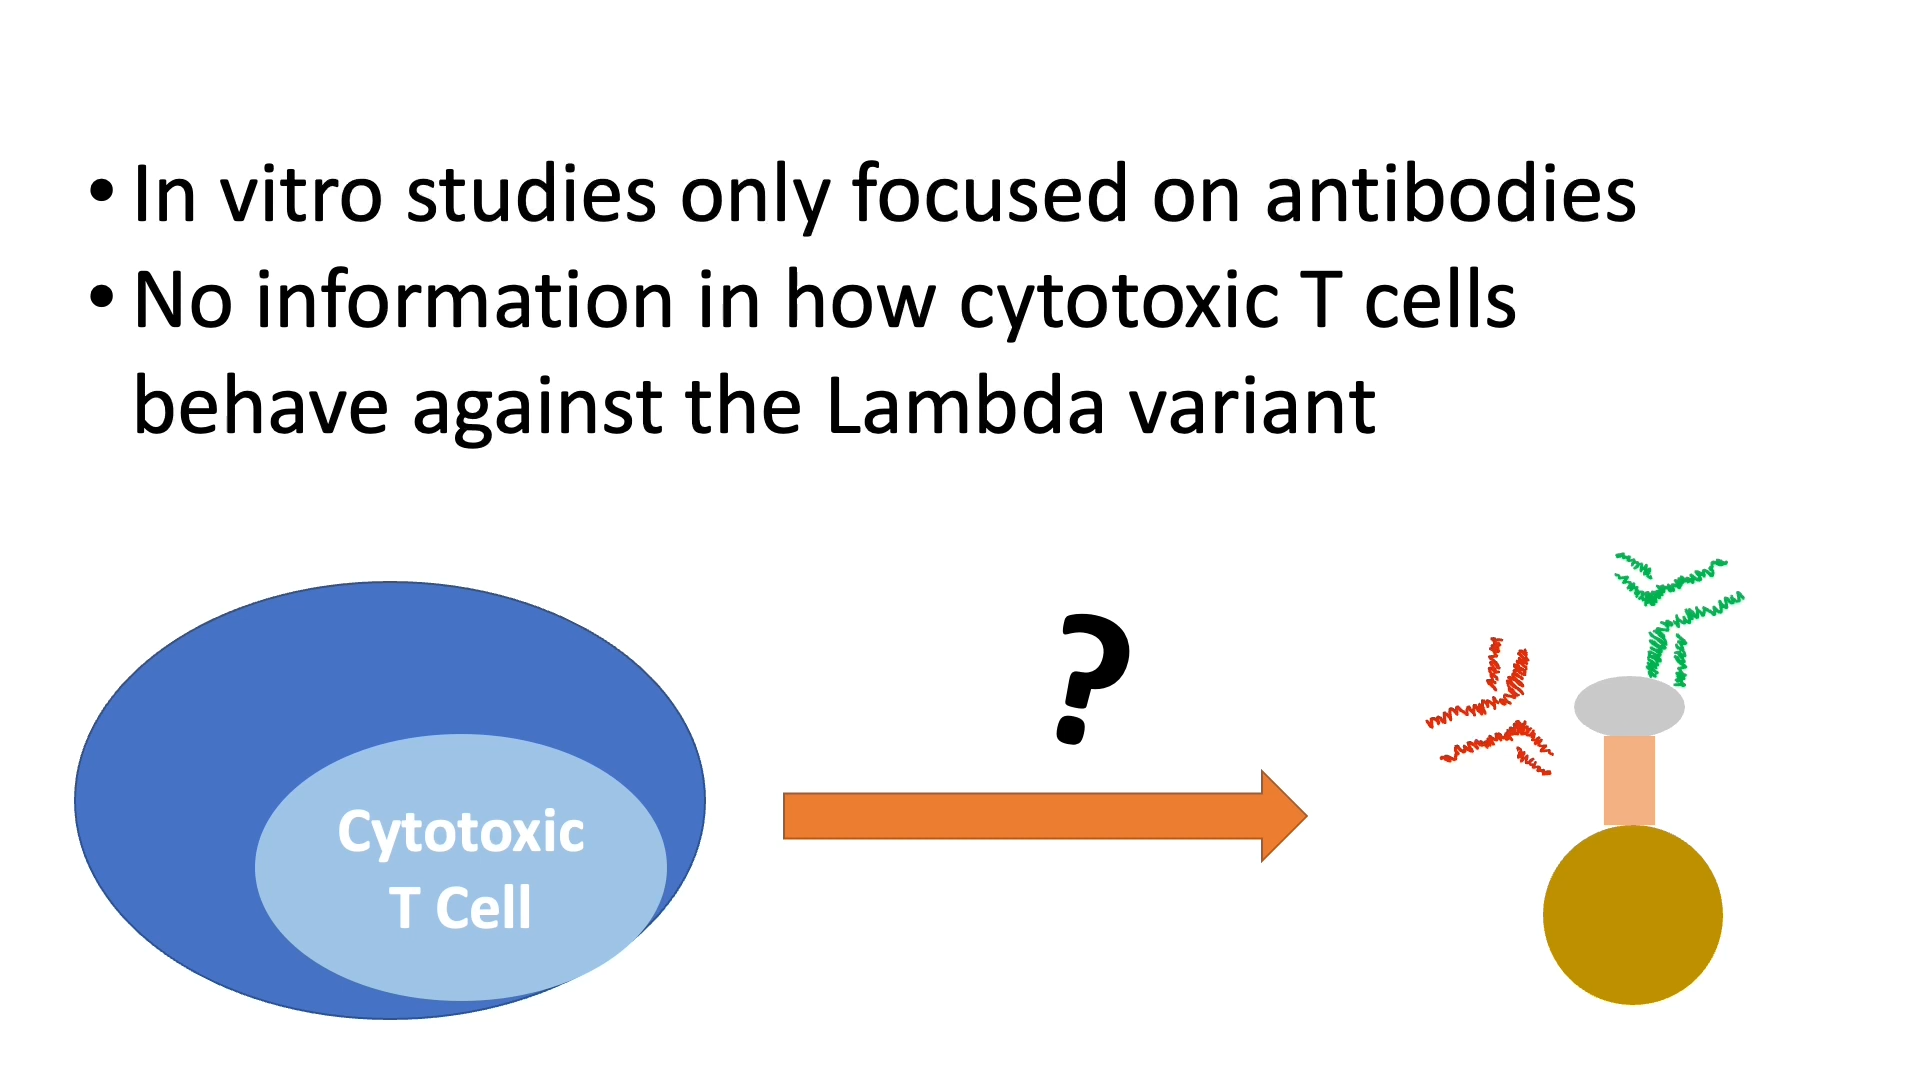 • In vitro studies only focused on antibodies
• No information in how cytotoxic T cells
behave against the Lambda variant
?
Cytotoxic
T Cell